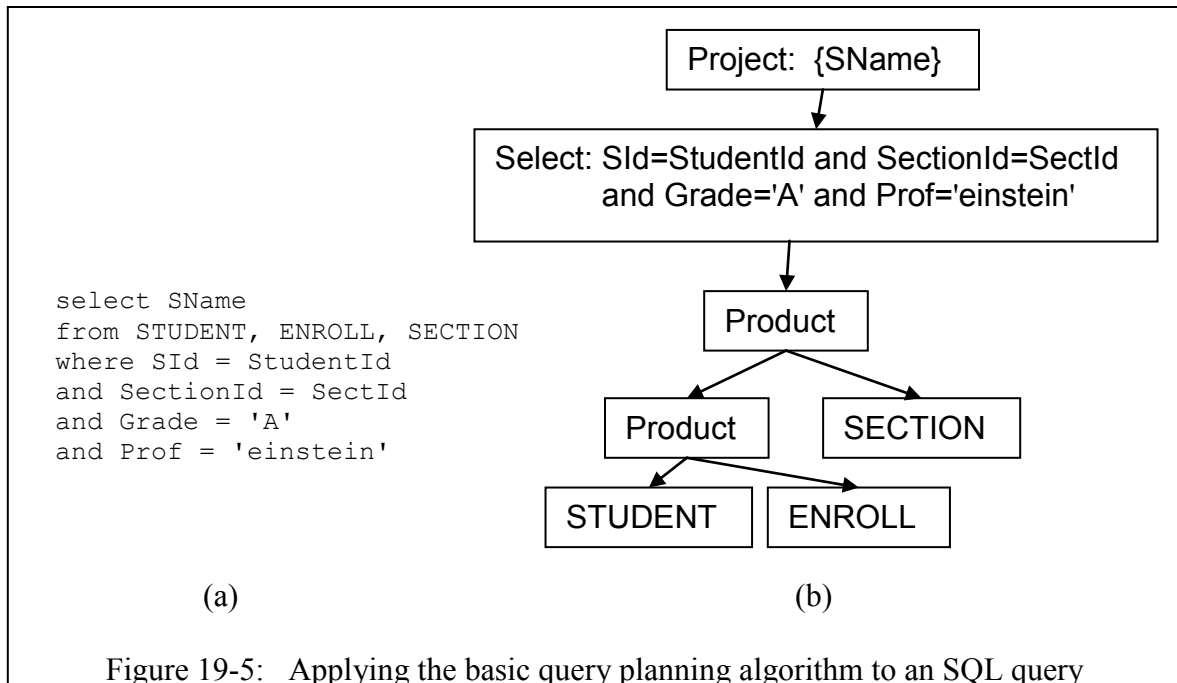 Project: {SName}
Select: SId=StudentId and SectionId=SectId
and Grade='A' and Prof='einstein'
Product
Product
SECTION
STUDENT
ENROLL
select SName
from STUDENT, ENROLL, SECTION
where SId = StudentId
and SectionId = SectId
and Grade = 'A'
and Prof = 'einstein'
(a)
(b)
Figure 19-5: Applying the basic query planning algorithm to an SQL query